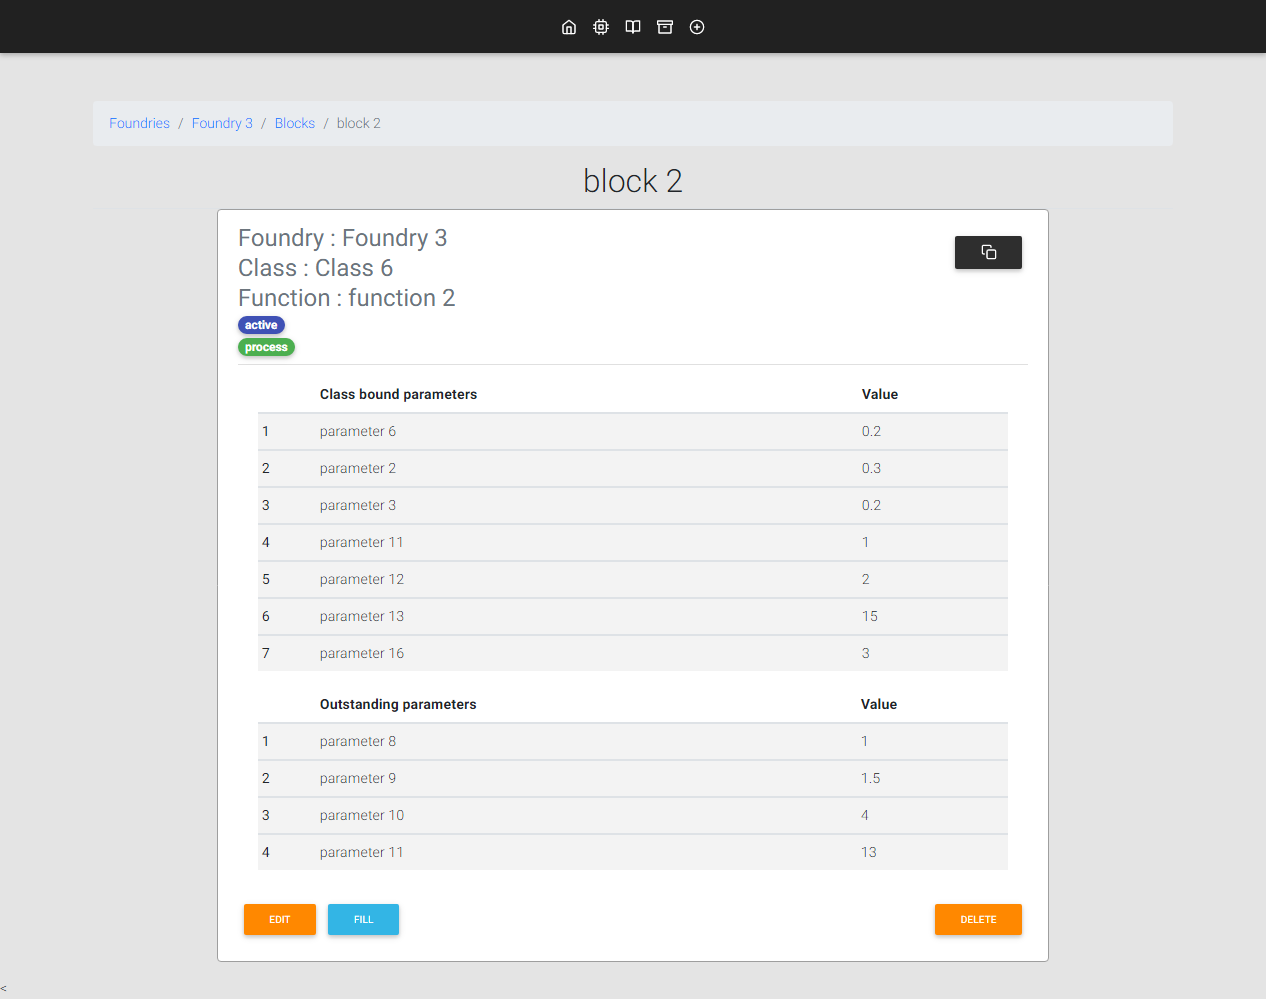 Foundries / Foundry 3 / Blocks / block 2
block 2
Foundry : Foundry 3
Class : Class 6
Function : function 2
active
process
Class bound parameters Value
1 parameter 6 0.2
2 parameter 2 0.3
3 parameter 3 0.2
4 parameter 11 1
5 parameter 12 2
6 parameter 13 15
7 parameter 16 3
Outstanding parameters Value
1 parameter 8 1
2 parameter 9 1.5
3 parameter 10 4
4 parameter 11 13
EDIT FILL DELETE
<